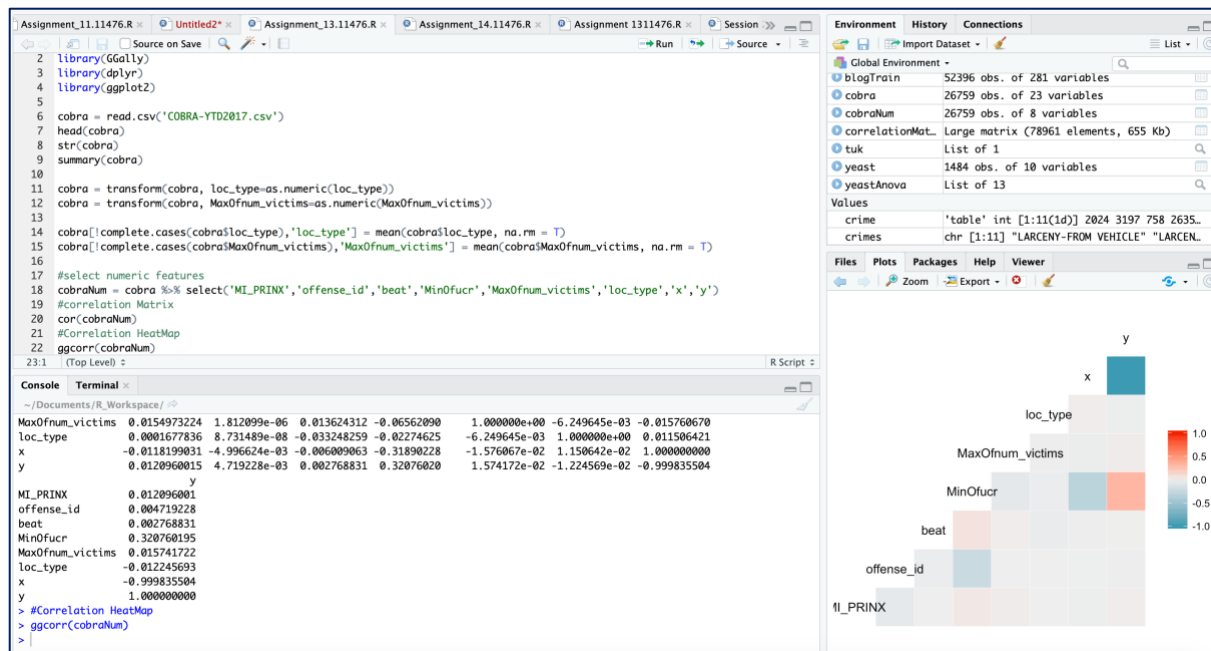 Assignment_11.11476.R × Untitled2* × Assignment_13.11476.R × Assignment_14.11476.R × Assignment 1311476.R × Session
Source on Save Run Source
2 library(GGally)
3 library(dplyr)
4 library(ggplot2)
5
6 cobra = read.csv('COBRA-YTD2017.csv')
7 head(cobra)
8 str(cobra)
9 summary(cobra)
10
11 cobra = transform(cobra, loc_type=as.numeric(loc_type))
12 cobra = transform(cobra, MaxOfnum_victims=as.numeric(MaxOfnum_victims))
13
14 cobra[!complete.cases(cobra$loc_type),'loc_type'] = mean(cobra$loc_type, na.rm = T)
15 cobra[!complete.cases(cobra$MaxOfnum_victims),'MaxOfnum_victims'] = mean(cobra$MaxOfnum_victims, na.rm = T)
16
17 #select numeric features
18 cobraNum = cobra %>% select('MI_PRINX','offense_id','beat','MinOfucr','MaxOfnum_victims','loc_type','x','y')
19 #correlation Matrix
20 cor(cobraNum)
21 #Correlation HeatMap
22 ggcorr(cobraNum)
23:1 (Top Level) R Script
Console Terminal ×
~/Documents/R_Workspace/
MaxOfnum_victims 0.0154973224 1.812099e-06 0.013624312 -0.06562090 1.000000e+00 -6.249645e-03 -0.015760670
loc_type 0.0001677836 8.731489e-08 -0.033248259 -0.02274625 -6.249645e-03 1.000000e+00 0.011506421
x -0.0118199031 -4.996624e-03 -0.006009063 -0.31890228 -1.576067e-02 1.150642e-02 1.000000000
y 0.0120960015 4.719228e-03 0.002768831 0.32076020 1.574172e-02 -1.224569e-02 -0.999835504
y
MI_PRINX 0.012096001
offense_id 0.004719228
beat 0.002768831
MinOfucr 0.320760195
MaxOfnum_victims 0.015741722
loc_type -0.012245693
x -0.999835504
y 1.000000000
> #Correlation HeatMap
> ggcorr(cobraNum)
>
Environment History Connections
Import Dataset List
Global Environment
blogTrain 52396 obs. of 281 variables
cobra 26759 obs. of 23 variables
cobraNum 26759 obs. of 8 variables
correlationMat… Large matrix (78961 elements, 655 Kb)
tuk List of 1
yeast 1484 obs. of 10 variables
yeastAnova List of 13
Values
crime 'table' int [1:11(1d)] 2024 3197 758 2635…
crimes chr [1:11] "LARCENY-FROM VEHICLE" "LARCEN…
Files Plots Packages Help Viewer
Zoom Export
y
x
loc_type
MaxOfnum_victims
MinOfucr
beat
offense_id
MI_PRINX
1.0
0.5
0.0
-0.5
-1.0